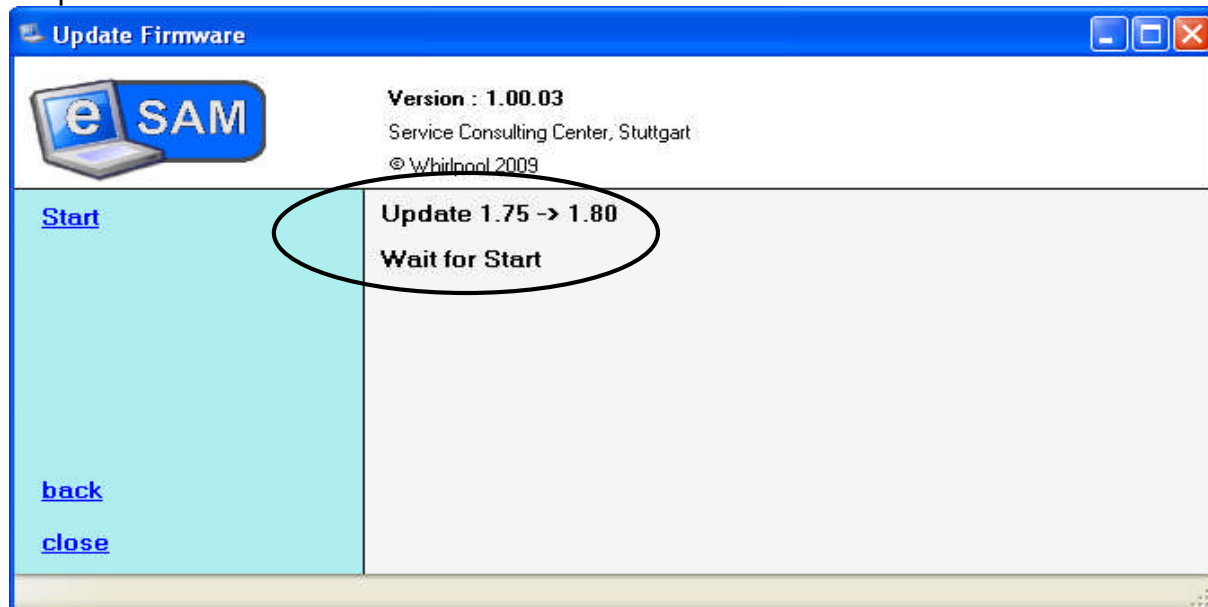 Update Firmware
e SAM
Version : 1.00.03
Service Consulting Center, Stuttgart
© Whirlpool 2009
Start
Update 1.75 -> 1.80
Wait for Start
back
close